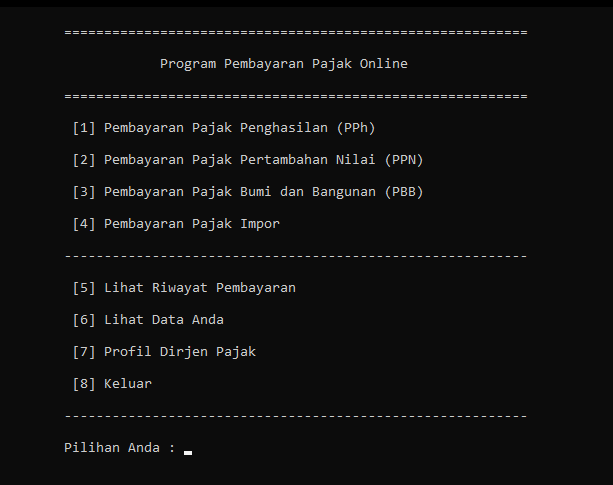 ==========================================================
Program Pembayaran Pajak Online
==========================================================
[1] Pembayaran Pajak Penghasilan (PPh)
[2] Pembayaran Pajak Pertambahan Nilai (PPN)
[3] Pembayaran Pajak Bumi dan Bangunan (PBB)
[4] Pembayaran Pajak Impor
----------------------------------------------------------
[5] Lihat Riwayat Pembayaran
[6] Lihat Data Anda
[7] Profil Dirjen Pajak
[8] Keluar
----------------------------------------------------------
Pilihan Anda :